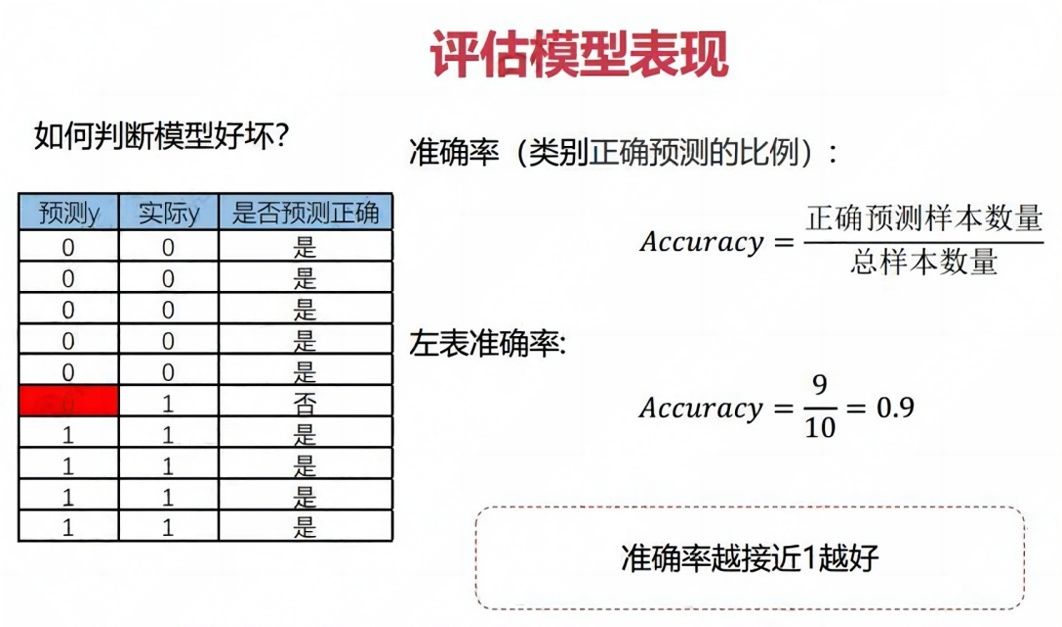 评估模型表现
如何判断模型好坏?
预测y 实际y 是否预测正确
0 0 是
0 0 是
0 0 是
0 0 是
0 0 是
1 否
1 1 是
1 1 是
1 1 是
1 1 是
准确率（类别正确预测的比例）:
Accuracy = 正确预测样本数量
总样本数量
左表准确率:
Accuracy = 9/10 = 0.9
准确率越接近1越好